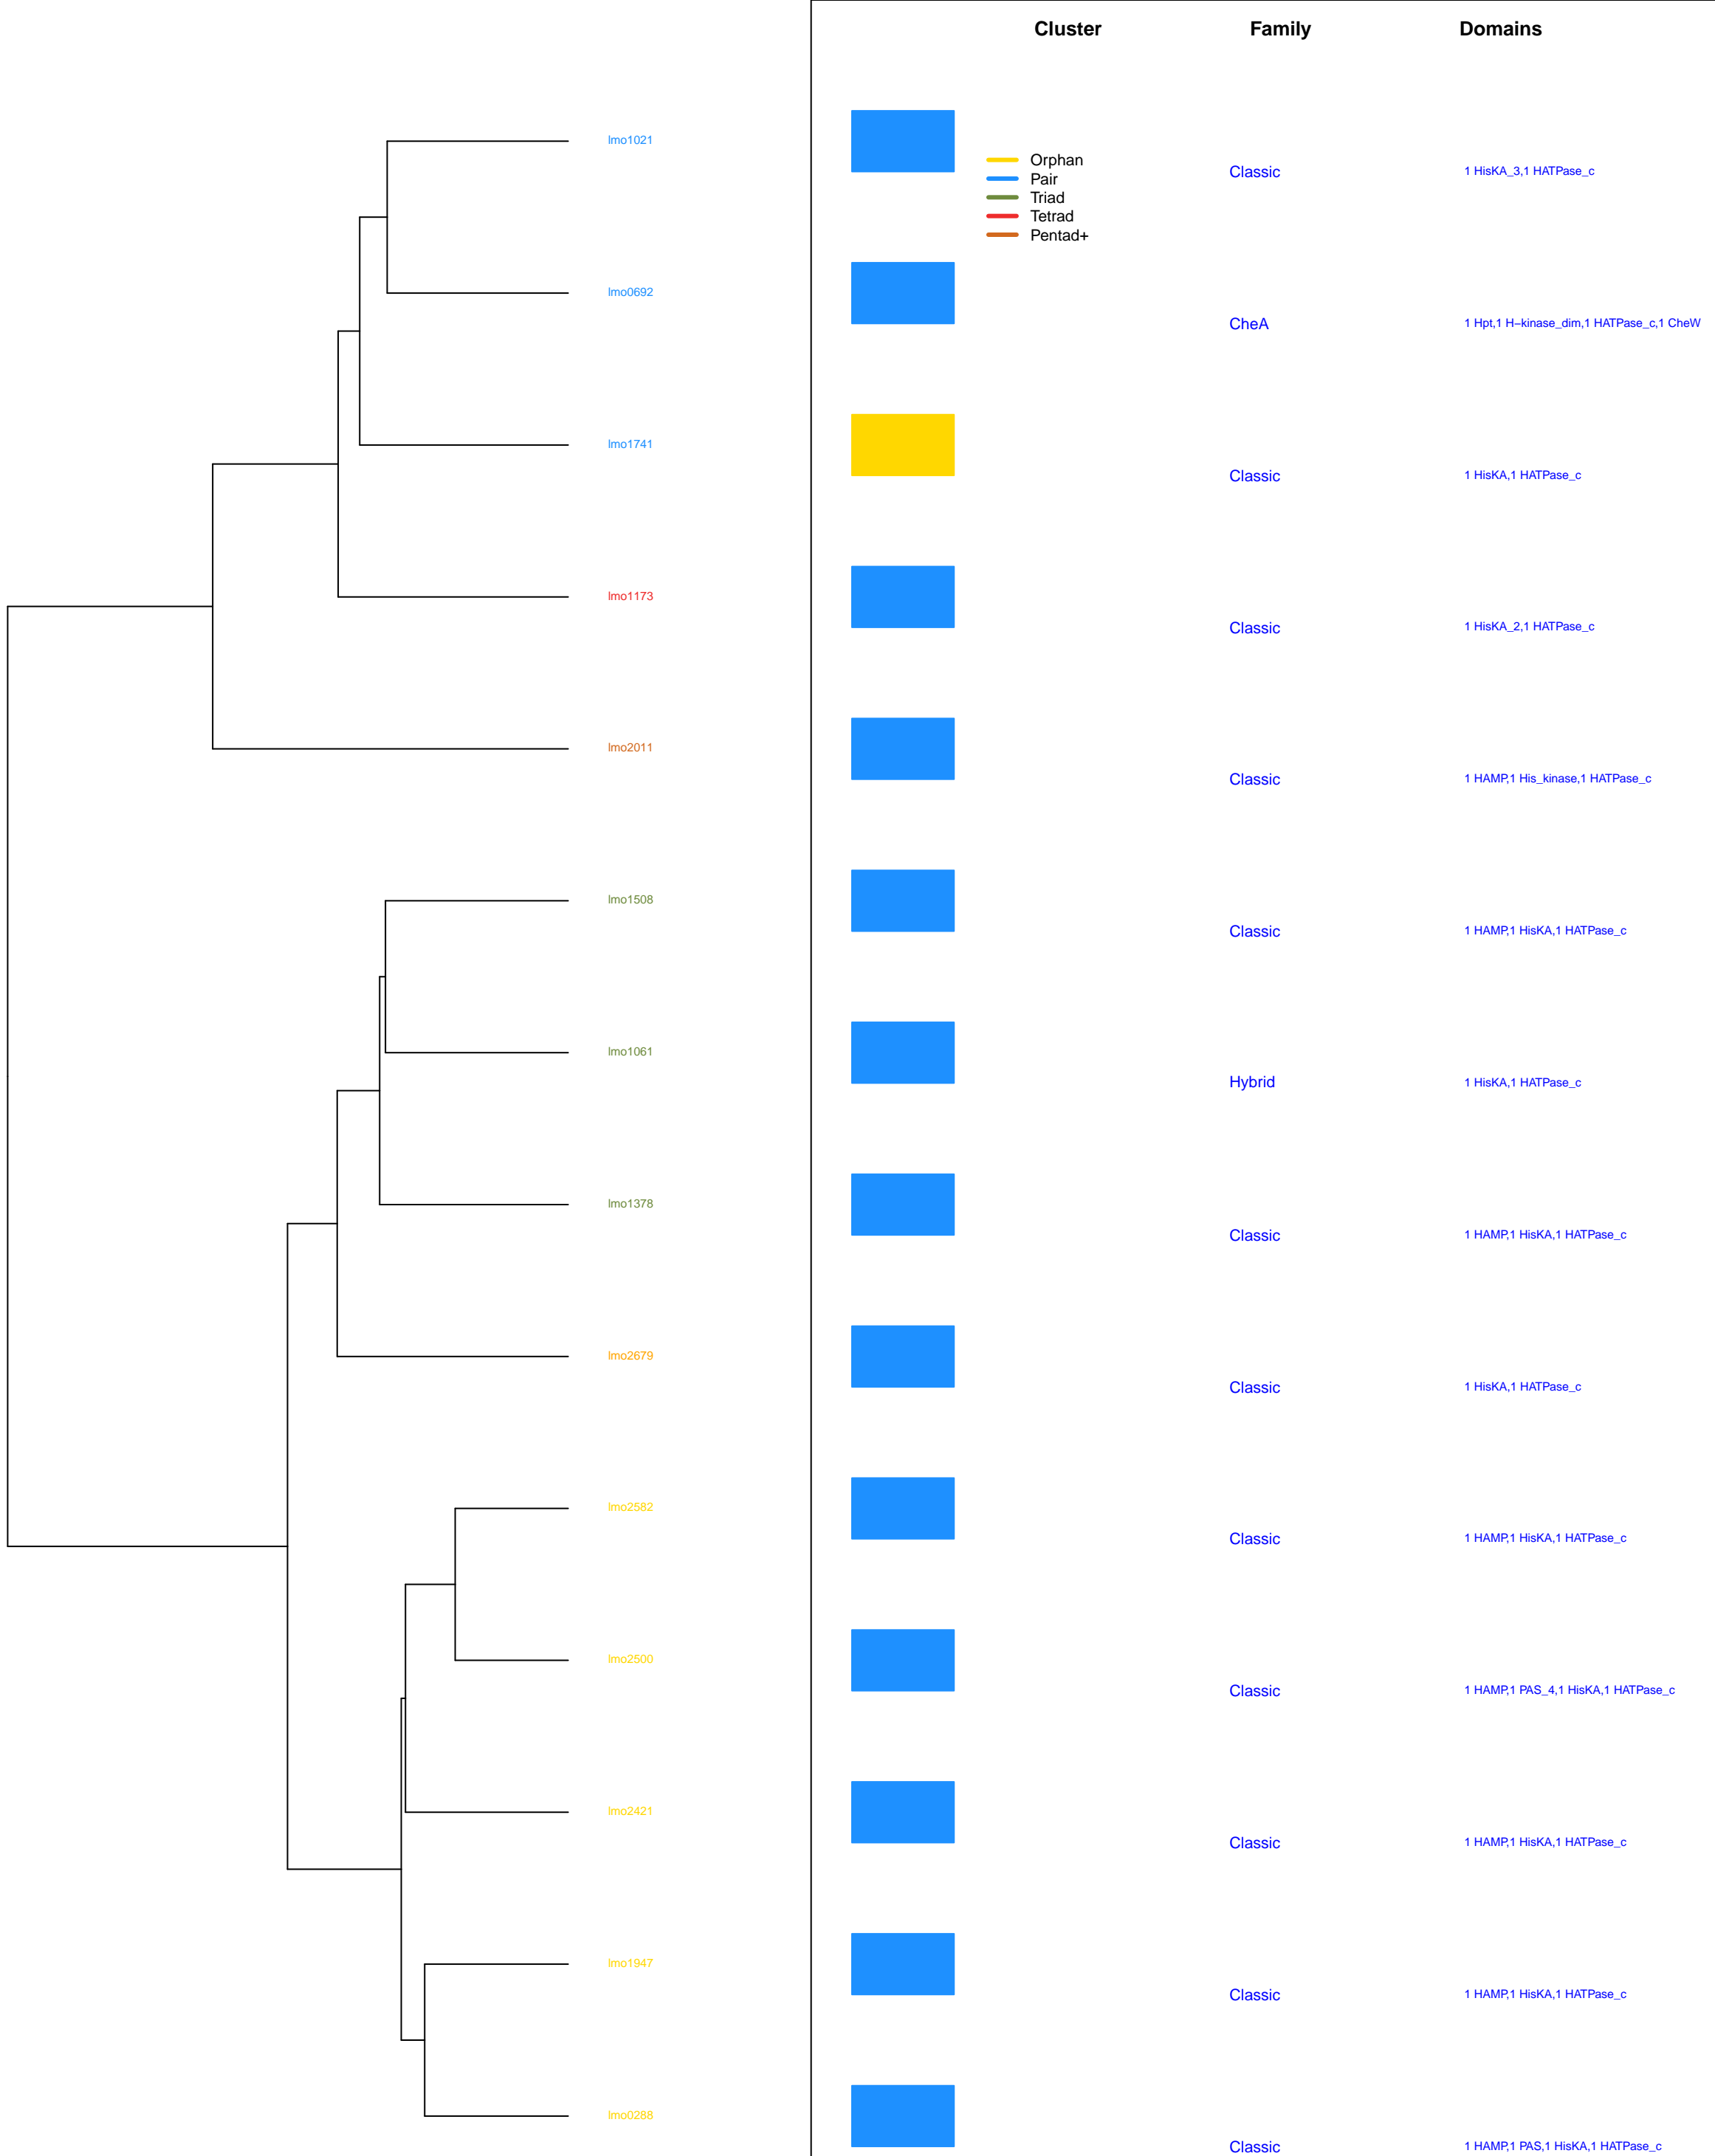 Cluster Family Domains
lmo1021
Orphan
Pair
Triad
Tetrad
Pentad+
Classic 1 HisKA_3,1 HATPase_c
lmo0692
CheA 1 Hpt,1 H−kinase_dim,1 HATPase_c,1 CheW
lmo1741
Classic 1 HisKA,1 HATPase_c
lmo1173
Classic 1 HisKA_2,1 HATPase_c
lmo2011
Classic 1 HAMP,1 His_kinase,1 HATPase_c
lmo1508
Classic 1 HAMP,1 HisKA,1 HATPase_c
lmo1061
Hybrid 1 HisKA,1 HATPase_c
lmo1378
Classic 1 HAMP,1 HisKA,1 HATPase_c
lmo2679
Classic 1 HisKA,1 HATPase_c
lmo2582
Classic 1 HAMP,1 HisKA,1 HATPase_c
lmo2500
Classic 1 HAMP,1 PAS_4,1 HisKA,1 HATPase_c
lmo2421
Classic 1 HAMP,1 HisKA,1 HATPase_c
lmo1947
Classic 1 HAMP,1 HisKA,1 HATPase_c
lmo0288
Classic 1 HAMP,1 PAS,1 HisKA,1 HATPase_c